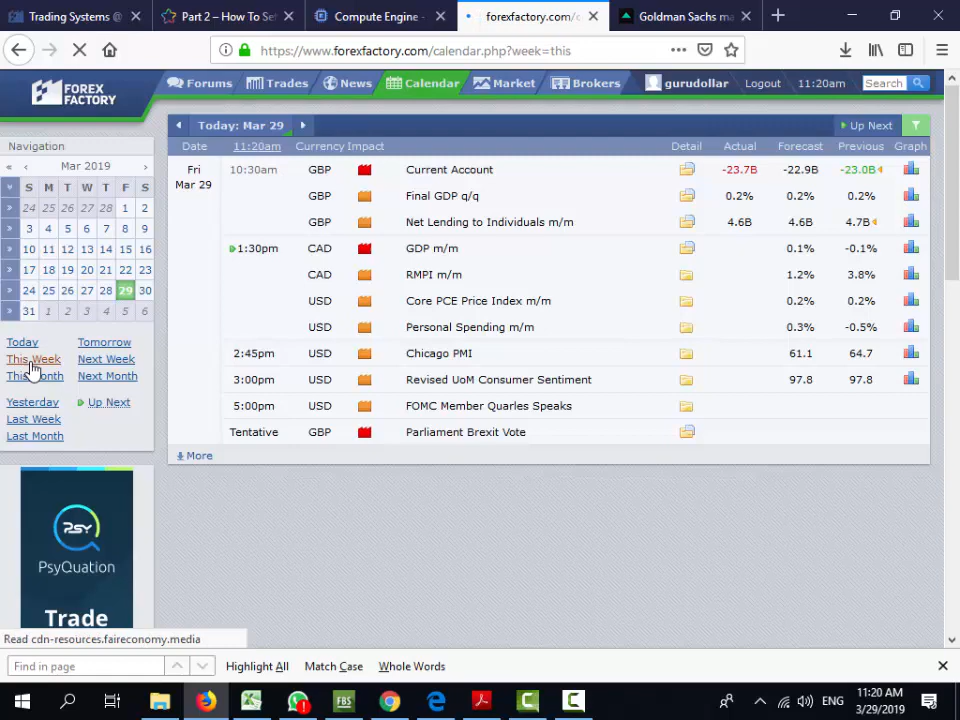 Trading Systems @
Part 2 – How To Set
Compute Engine -
forexfactory.com/c
Goldman Sachs ma
https://www.forexfactory.com/calendar.php?week=this
FOREX FACTORY
Forums Trades News Calendar Market Brokers gurudollar Logout 11:20am Search
Navigation
Mar 2019
S M T W T F S
24 25 26 27 28 1 2
3 4 5 6 7 8 9
10 11 12 13 14 15 16
17 18 19 20 21 22 23
24 25 26 27 28 29 30
31 1 2 3 4 5 6
Today Tomorrow
This Week Next Week
This Month Next Month
Yesterday Up Next
Last Week
Last Month
PSY
PsyQuation
Trade
Today: Mar 29 Up Next
Date 11:20am Currency Impact Detail Actual Forecast Previous Graph
Fri Mar 29 10:30am GBP Current Account -23.7B -22.9B -23.0B
GBP Final GDP q/q 0.2% 0.2% 0.2%
GBP Net Lending to Individuals m/m 4.6B 4.6B 4.7B
1:30pm CAD GDP m/m 0.1% -0.1%
CAD RMPI m/m 1.2% 3.8%
USD Core PCE Price Index m/m 0.2% 0.2%
USD Personal Spending m/m 0.3% -0.5%
2:45pm USD Chicago PMI 61.1 64.7
3:00pm USD Revised UoM Consumer Sentiment 97.8 97.8
5:00pm USD FOMC Member Quarles Speaks
Tentative GBP Parliament Brexit Vote
More
Read cdn-resources.faireconomy.media
Find in page Highlight All Match Case Whole Words
FBS
ENG
11:20 AM
3/29/2019